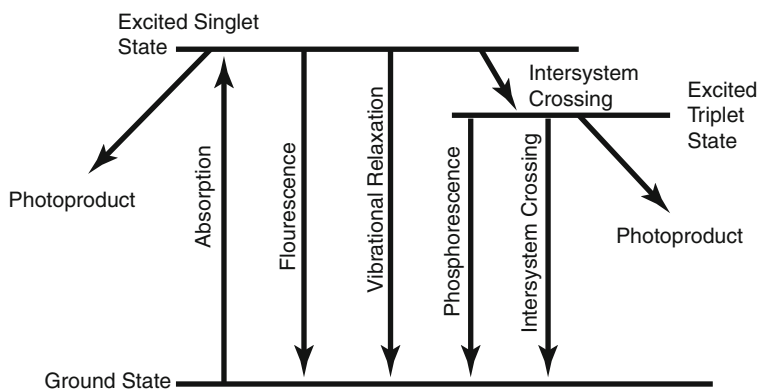 Excited Singlet
State
Intersystem
Crossing
Excited
Triplet
State
Photoproduct
Absorption
Flourescence
Vibrational Relaxation
Phosphorescence
Intersystem Crossing
Photoproduct
Ground State